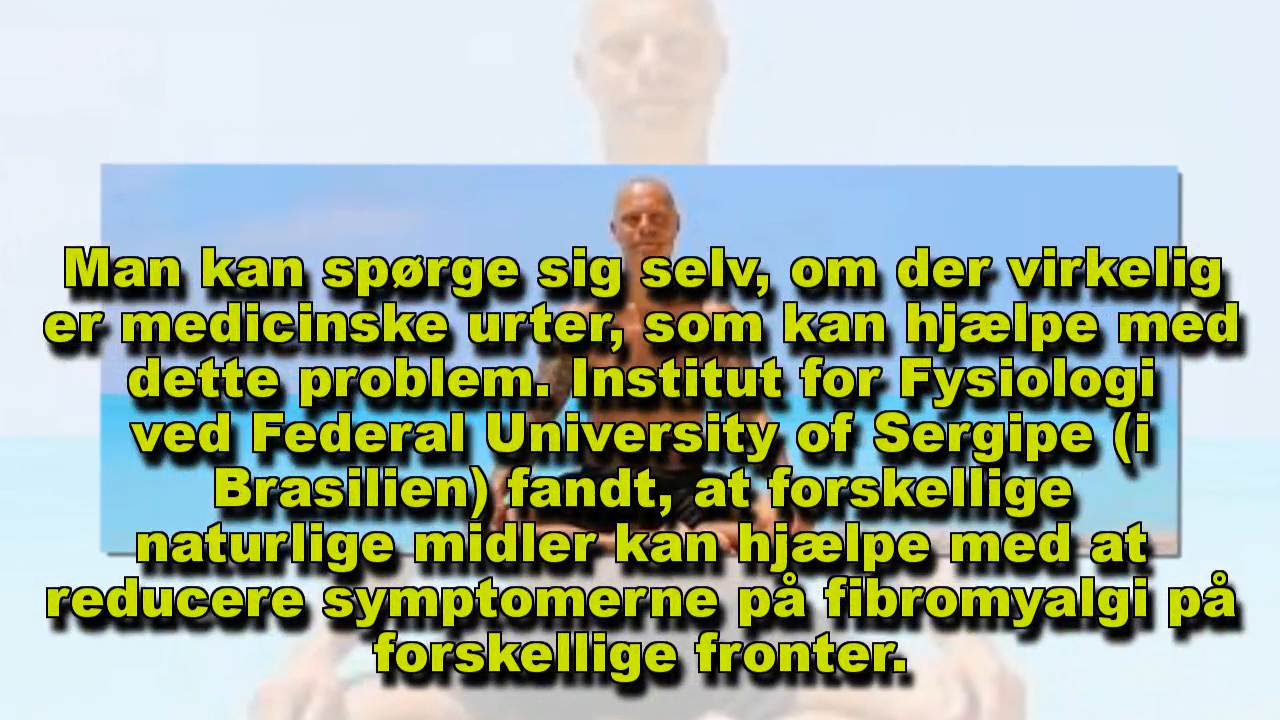 Man kan spørge sig selv, om der virkelig
er medicinske urter, som kan hjælpe med
dette problem. Institut for Fysiologi
ved Federal University of Sergipe (i
Brasilien) fandt, at forskellige
naturlige midler kan hjælpe med at
reducere symptomerne på fibromyalgi på
forskellige fronter.